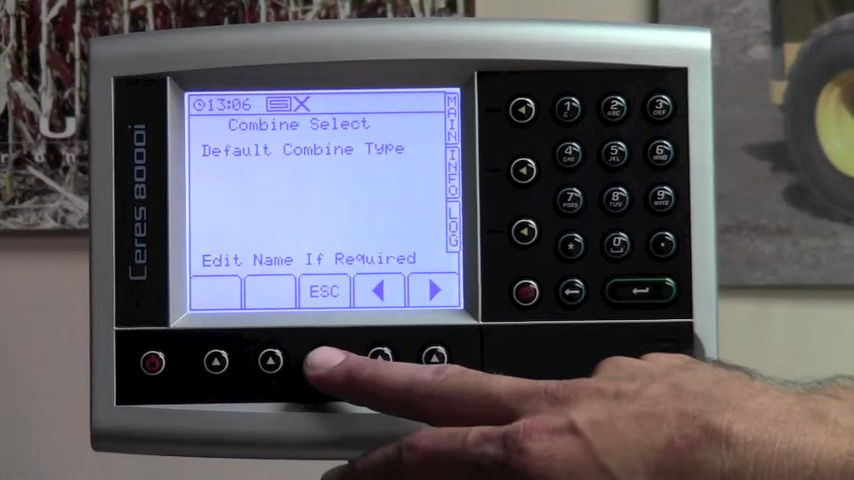 13:06
Combine Select
Default Combine Type
Edit Name If Required
ESC
MAIN
INFO
LOG
Ceres 8000i
1
2 ABC
3 DEF
4 GHI
5 JKL
6 MNO
7 PQRS
8 TUV
9 WXYZ
*
0
.